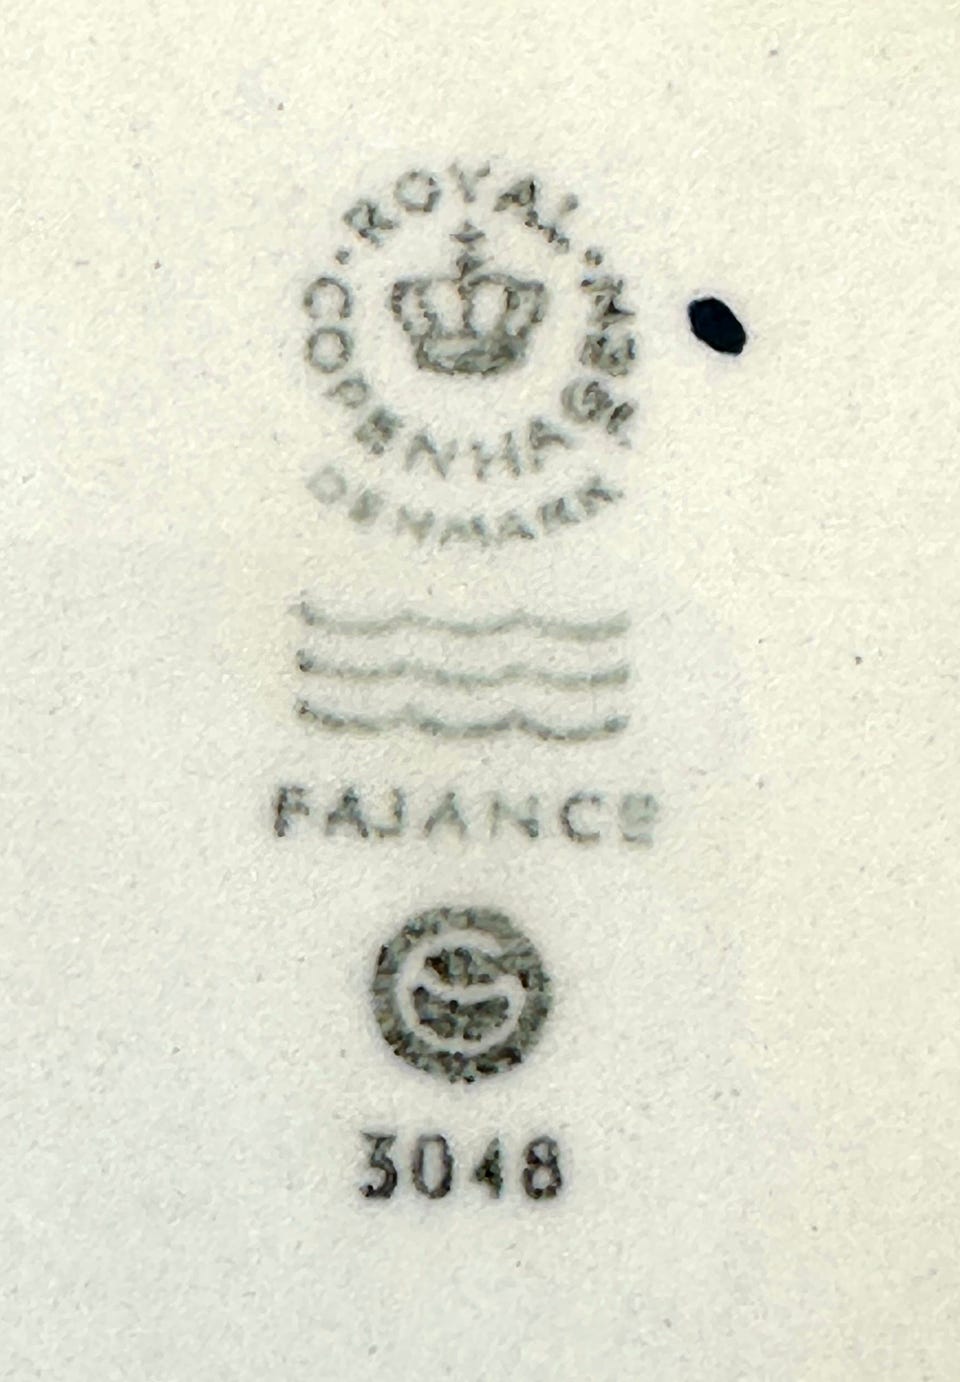 ROYAL · COPENHAGEN ·
DENMARK
FAJANCE
3048